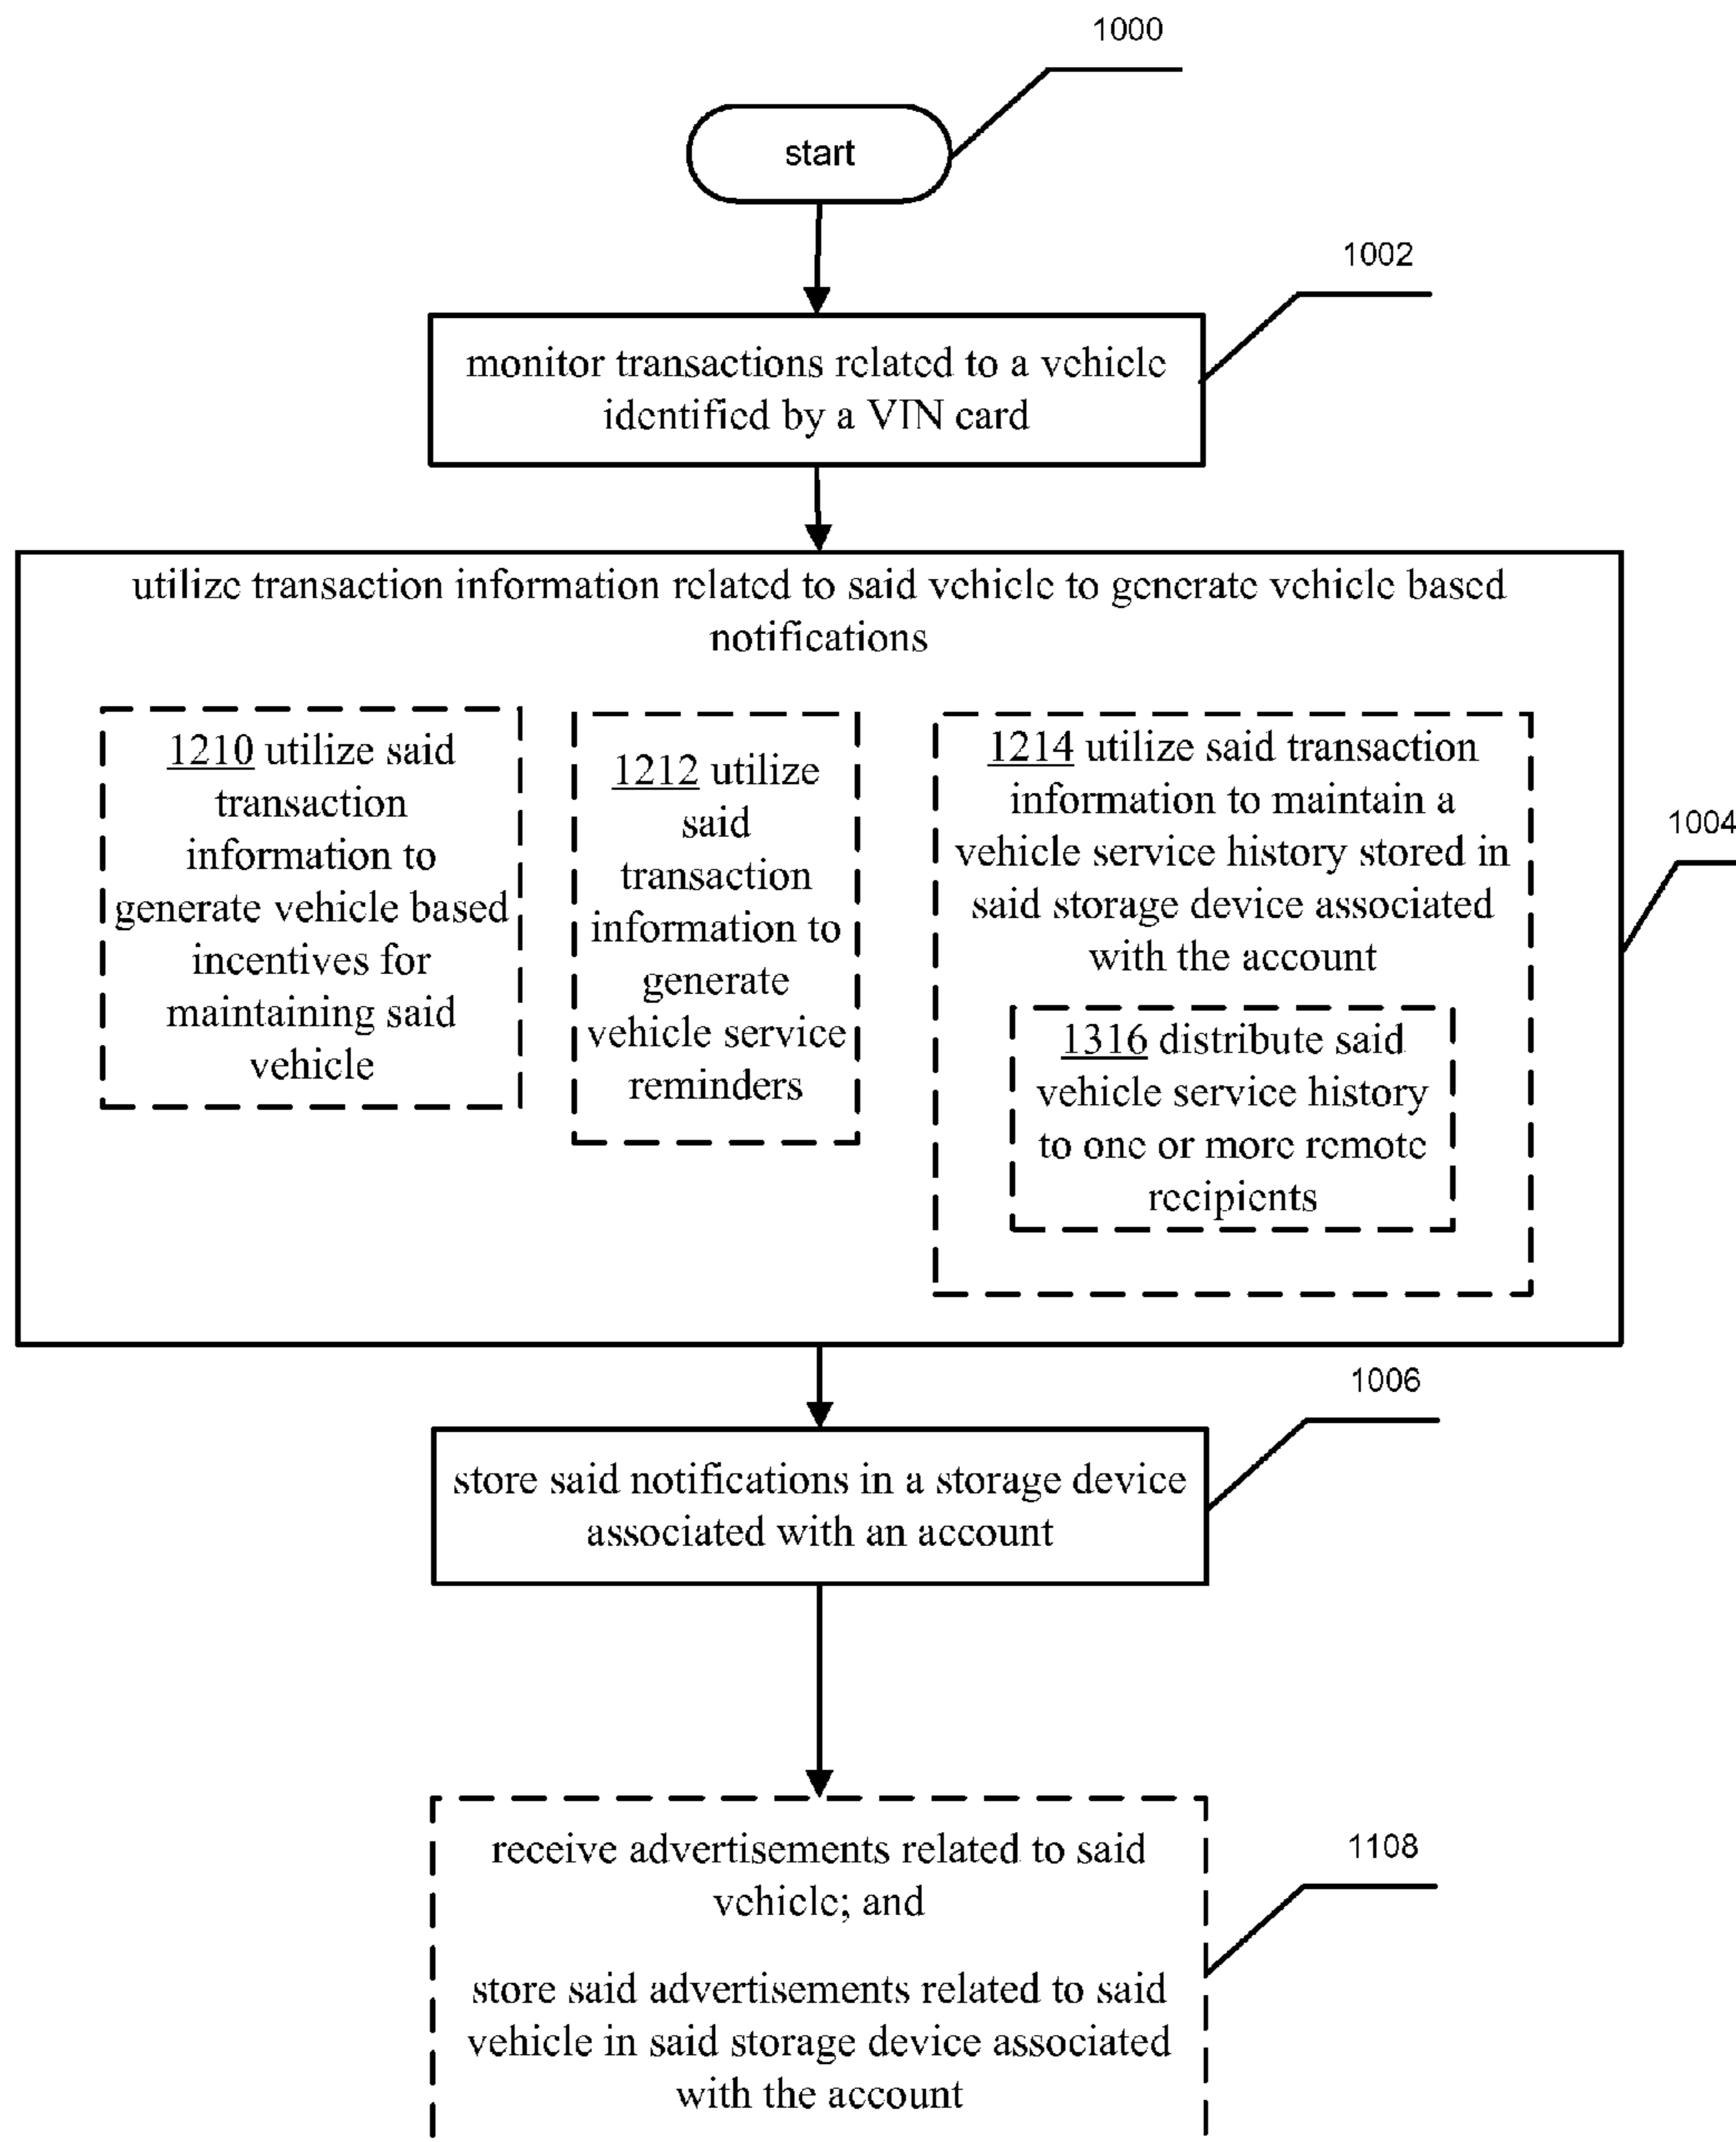 1000
start
1002
monitor transactions related to a vehicle
identified by a VIN card
utilize transaction information related to said vehicle to generate vehicle based
notifications
1210 utilize said
transaction
information to
generate vehicle based
incentives for
maintaining said
vehicle
1212 utilize
said
transaction
information to
generate
vehicle service
reminders
1214 utilize said transaction
information to maintain a
vehicle service history stored in
said storage device associated
with the account
1316 distribute said
vehicle service history
to one or more remote
recipients
1004
1006
store said notifications in a storage device
associated with an account
1108
receive advertisements related to said
vehicle; and
store said advertisements related to said
vehicle in said storage device associated
with the account